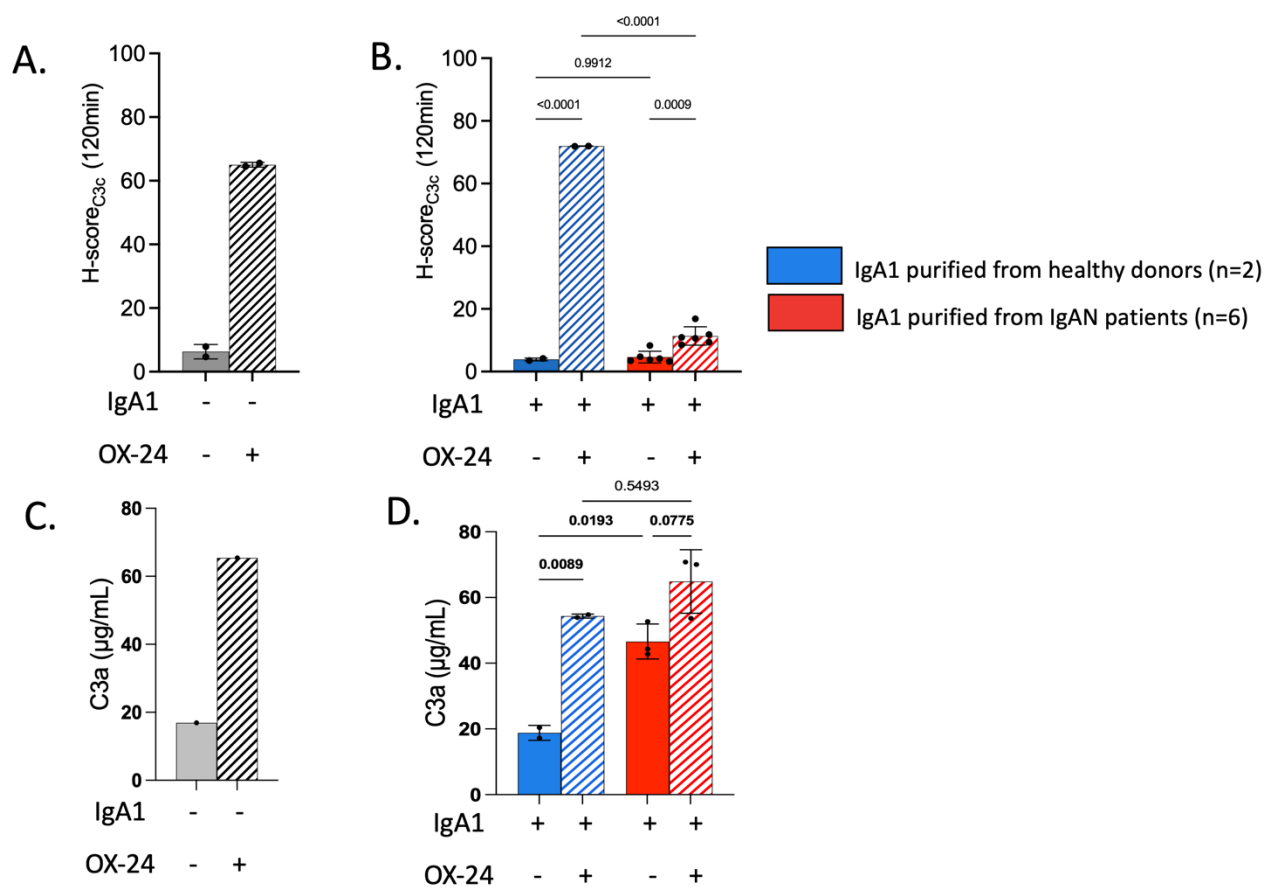 A.
H-scoreC3c (120min)
100
80
60
40
20
0
IgA1 - -
OX-24 - +
B.
H-scoreC3c (120min)
100
80
60
40
20
0
<0.0001
0.9912
<0.0001 0.0009
IgA1 + + + +
OX-24 - + - +
IgA1 purified from healthy donors (n=2)
IgA1 purified from IgAN patients (n=6)
C.
C3a (µg/mL)
80
60
40
20
0
IgA1 - -
OX-24 - +
D.
C3a (µg/mL)
80
60
40
20
0
0.5493
0.0193 0.0775
0.0089
IgA1 + + + +
OX-24 - + - +